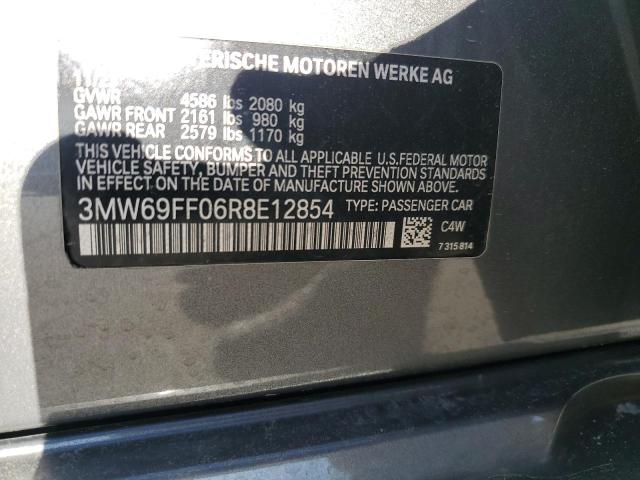 ERISCHE MOTOREN WERKE AG
GVWR 4586 lbs 2080 kg
GAWR FRONT 2161 lbs 980 kg
GAWR REAR 2579 lbs 1170 kg
THIS VEHICLE CONFORMS TO ALL APPLICABLE U.S.FEDERAL MOTOR
VEHICLE SAFETY, BUMPER AND THEFT PREVENTION STANDARDS
IN EFFECT ON THE DATE OF MANUFACTURE SHOWN ABOVE.
3MW69FF06R8E12854 TYPE: PASSENGER CAR
C4W
7315814